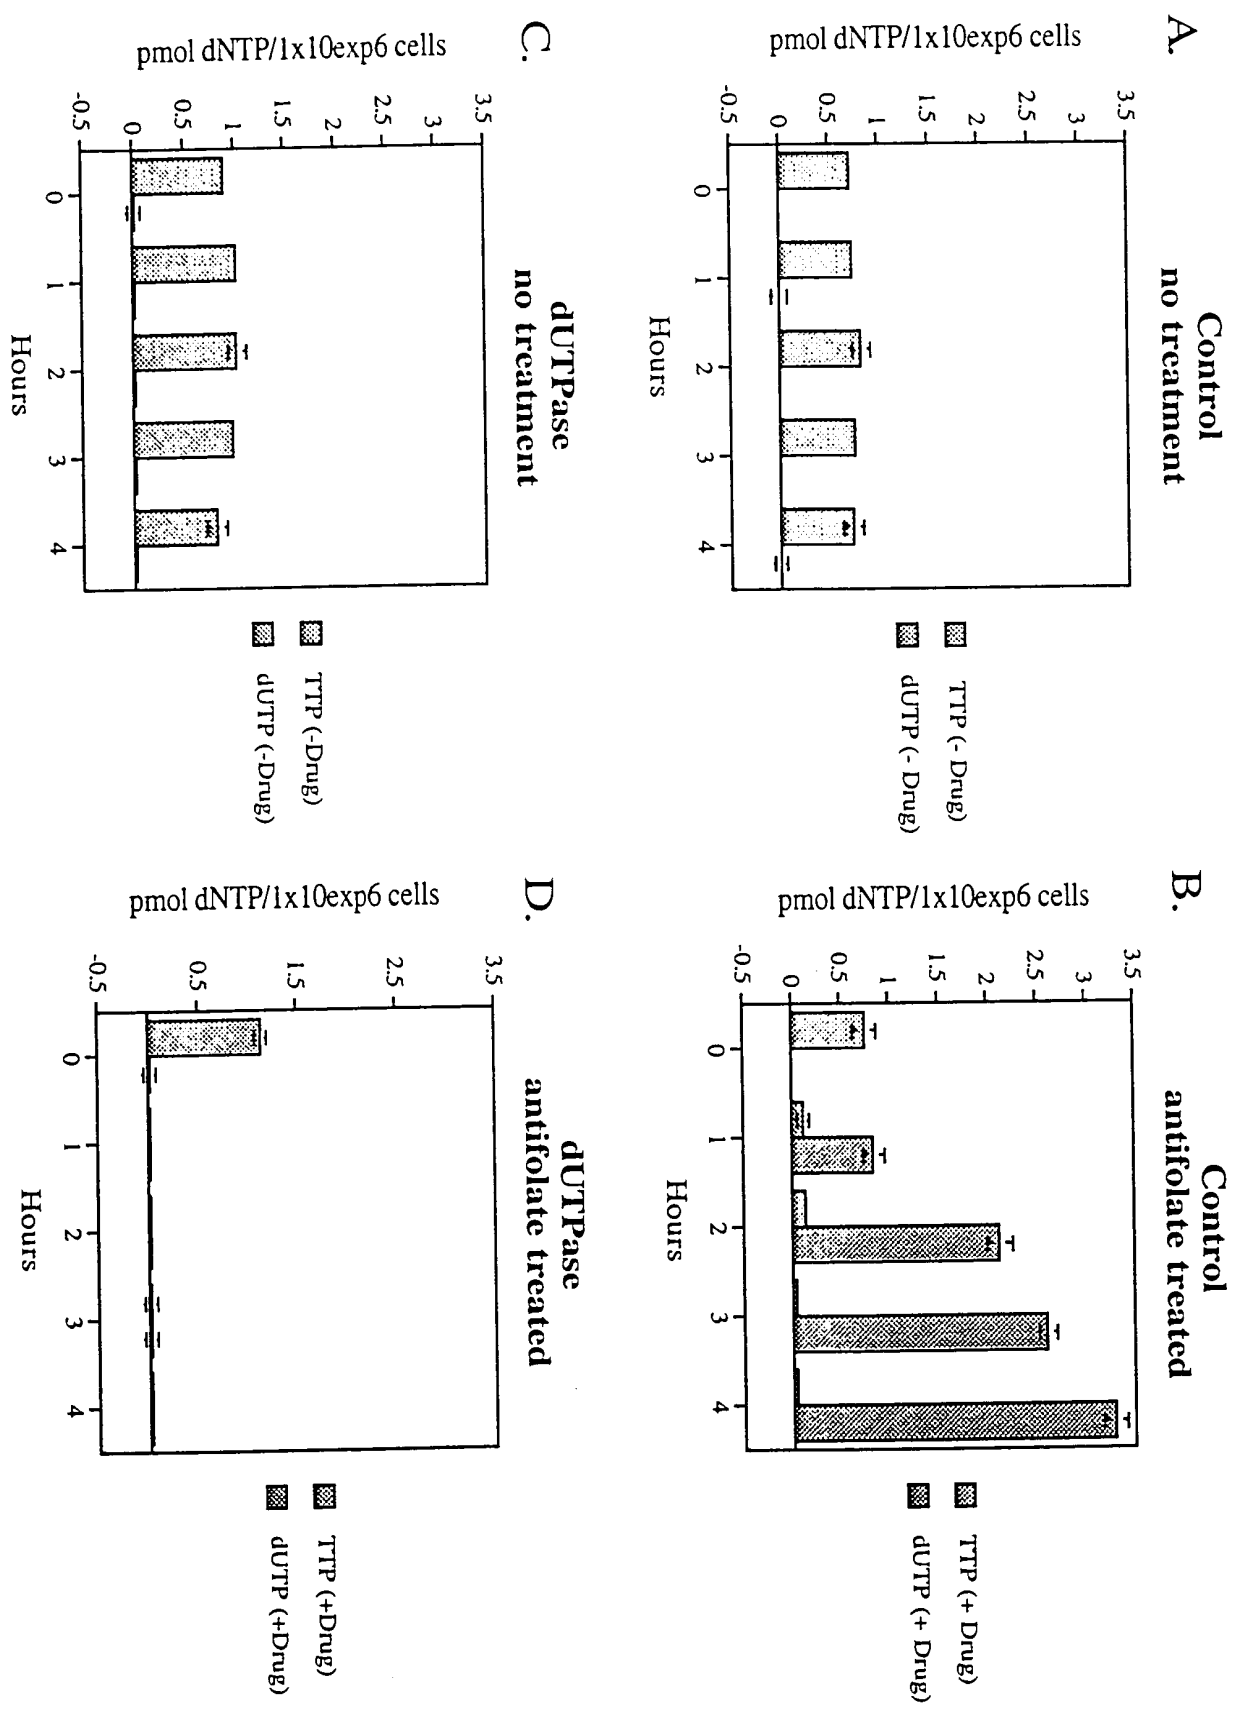 A.
Control
no treatment
pmol dNTP/1x10exp6 cells
3.5
3
2.5
2
1.5
1
0.5
0
-0.5
0 1 2 3 4
Hours
TTP (- Drug)
dUTP (- Drug)
B.
Control
antifolate treated
pmol dNTP/1x10exp6 cells
3.5
3
2.5
2
1.5
1
0.5
0
-0.5
0 1 2 3 4
Hours
TTP (+ Drug)
dUTP (+ Drug)
C.
dUTPase
no treatment
pmol dNTP/1x10exp6 cells
3.5
3
2.5
2
1.5
1
0.5
0
-0.5
0 1 2 3 4
Hours
TTP (-Drug)
dUTP (-Drug)
D.
dUTPase
antifolate treated
pmol dNTP/1x10exp6 cells
3.5
2.5
1.5
0.5
-0.5
0 1 2 3 4
Hours
TTP (+Drug)
dUTP (+Drug)